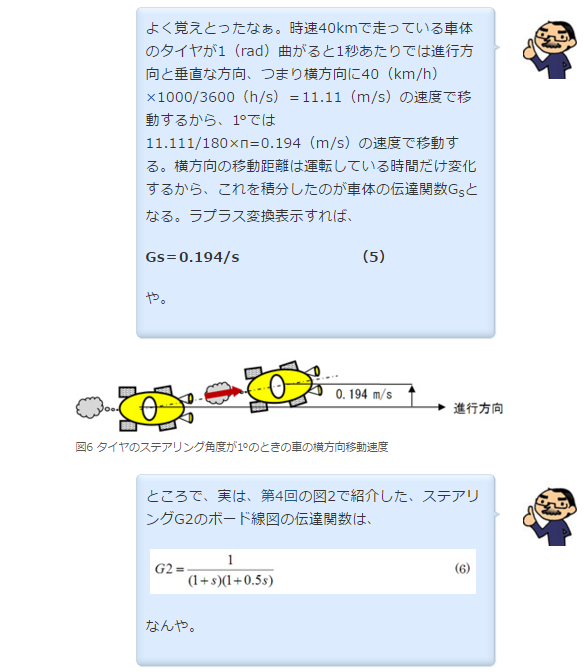 よく覚えとったなぁ。時速40kmで走っている車体
のタイヤが1（rad）曲がると1秒あたりでは進行方
向と垂直な方向、つまり横方向に40（km/h）
×1000/3600（h/s）＝11.11（m/s）の速度で移
動するから、1°では
11.111/180×π=0.194（m/s）の速度で移動す
る。横方向の移動距離は運転している時間だけ変化
するから、これを積分したのが車体の伝達関数Gsと
なる。ラプラス変換表示すれば、
Gs＝0.194/s （5）
や。
0.194 m/s
進行方向
図6 タイヤのステアリング角度が1°のときの車の横方向移動速度
ところで、実は、第4回の図2で紹介した、ステアリ
ングG2のボード線図の伝達関数は、
G2 = 1 / (1+s)(1+0.5s) (6)
なんや。